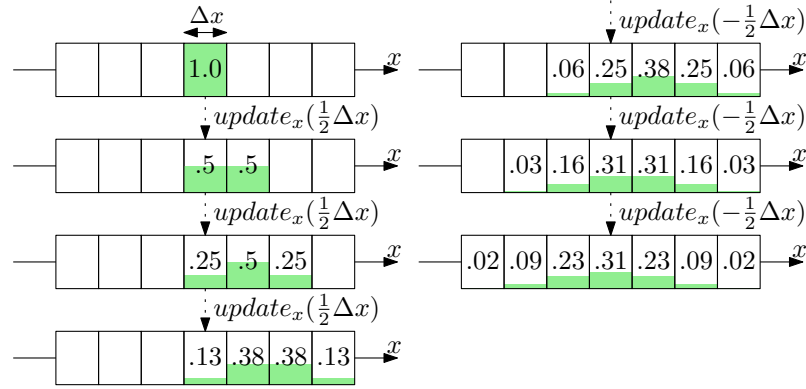 Δx
1.0 x
update_x(½Δx)
.5 .5 x
update_x(½Δx)
.25 .5 .25 x
update_x(½Δx)
.13 .38 .38 .13 x
update_x(-½Δx)
.06 .25 .38 .25 .06 x
update_x(-½Δx)
.03 .16 .31 .31 .16 .03 x
update_x(-½Δx)
.02 .09 .23 .31 .23 .09 .02 x